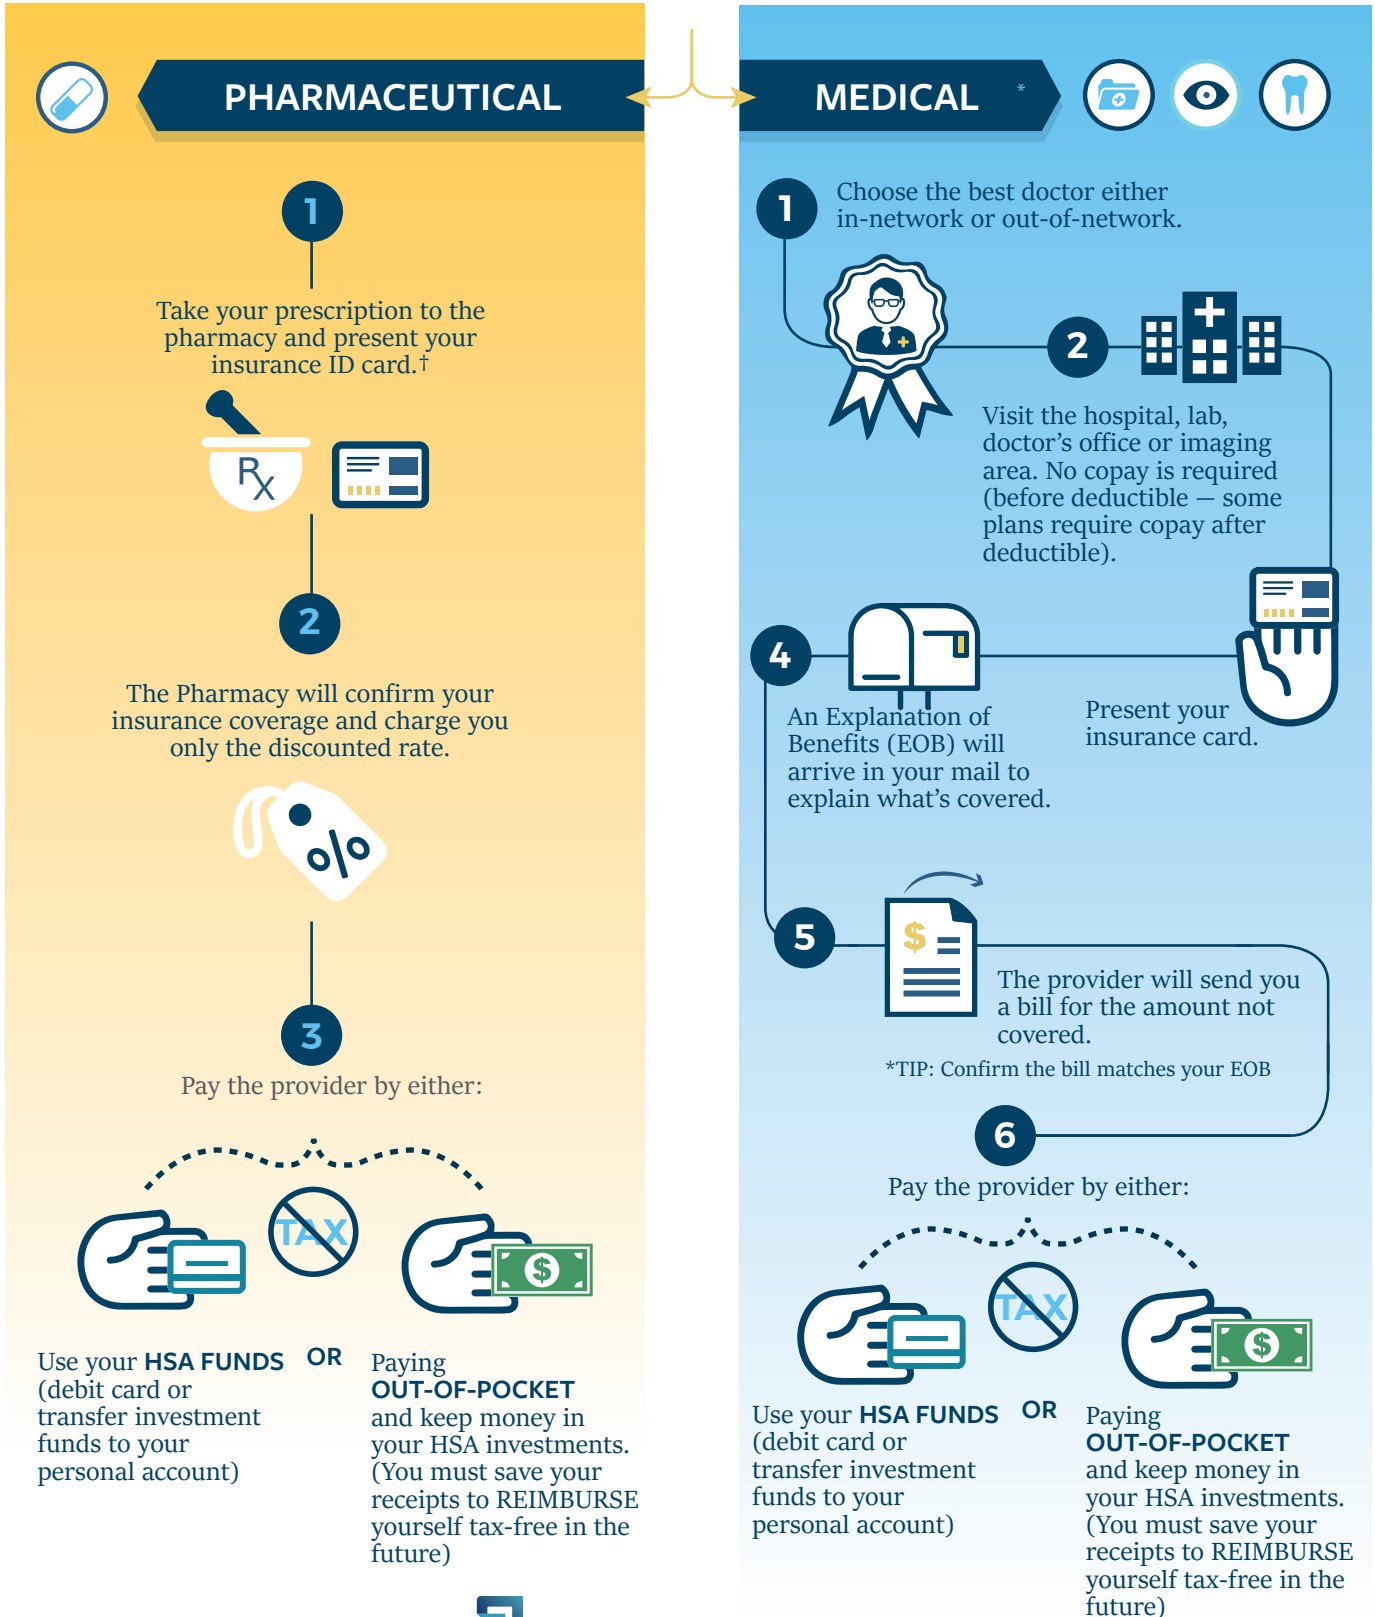 PHARMACEUTICAL
1
Take your prescription to the
pharmacy and present your
insurance ID card.†
RX
2
The Pharmacy will confirm your
insurance coverage and charge you
only the discounted rate.
%
3
Pay the provider by either:
TAX
$
Use your HSA FUNDS
(debit card or
transfer investment
funds to your
personal account)
OR
Paying
OUT-OF-POCKET
and keep money in
your HSA investments.
(You must save your
receipts to REIMBURSE
yourself tax-free in the
future)
MEDICAL *
1
Choose the best doctor either
in-network or out-of-network.
2
Visit the hospital, lab,
doctor’s office or imaging
area. No copay is required
(before deductible — some
plans require copay after
deductible).
Present your
insurance card.
4
An Explanation of
Benefits (EOB) will
arrive in your mail to
explain what’s covered.
5
$
The provider will send you
a bill for the amount not
covered.
*TIP: Confirm the bill matches your EOB
6
Pay the provider by either:
TAX
$
Use your HSA FUNDS
(debit card or
transfer investment
funds to your
personal account)
OR
Paying
OUT-OF-POCKET
and keep money in
your HSA investments.
(You must save your
receipts to REIMBURSE
yourself tax-free in the
future)